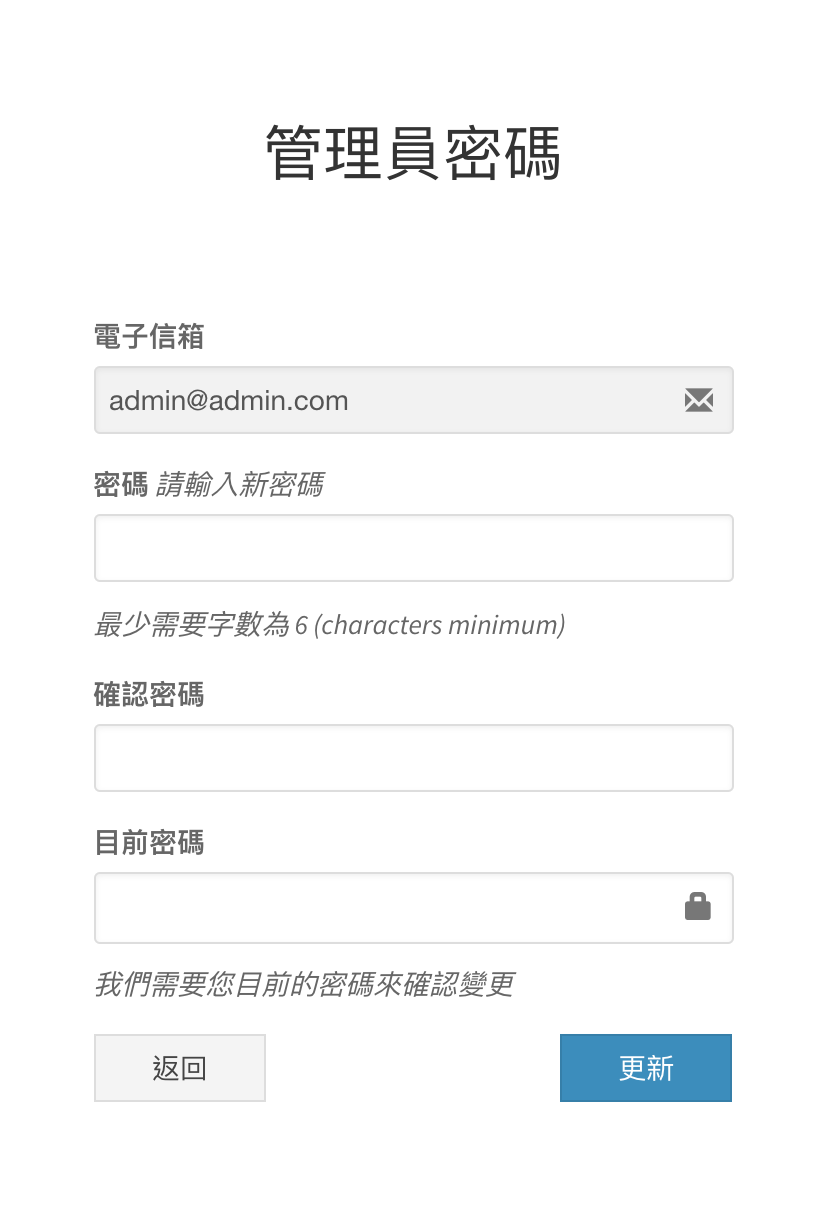 管理員密碼
電子信箱
admin@admin.com
密碼 請輸入新密碼
最少需要字數為 6 (characters minimum)
確認密碼
目前密碼
我們需要您目前的密碼來確認變更
返回
更新